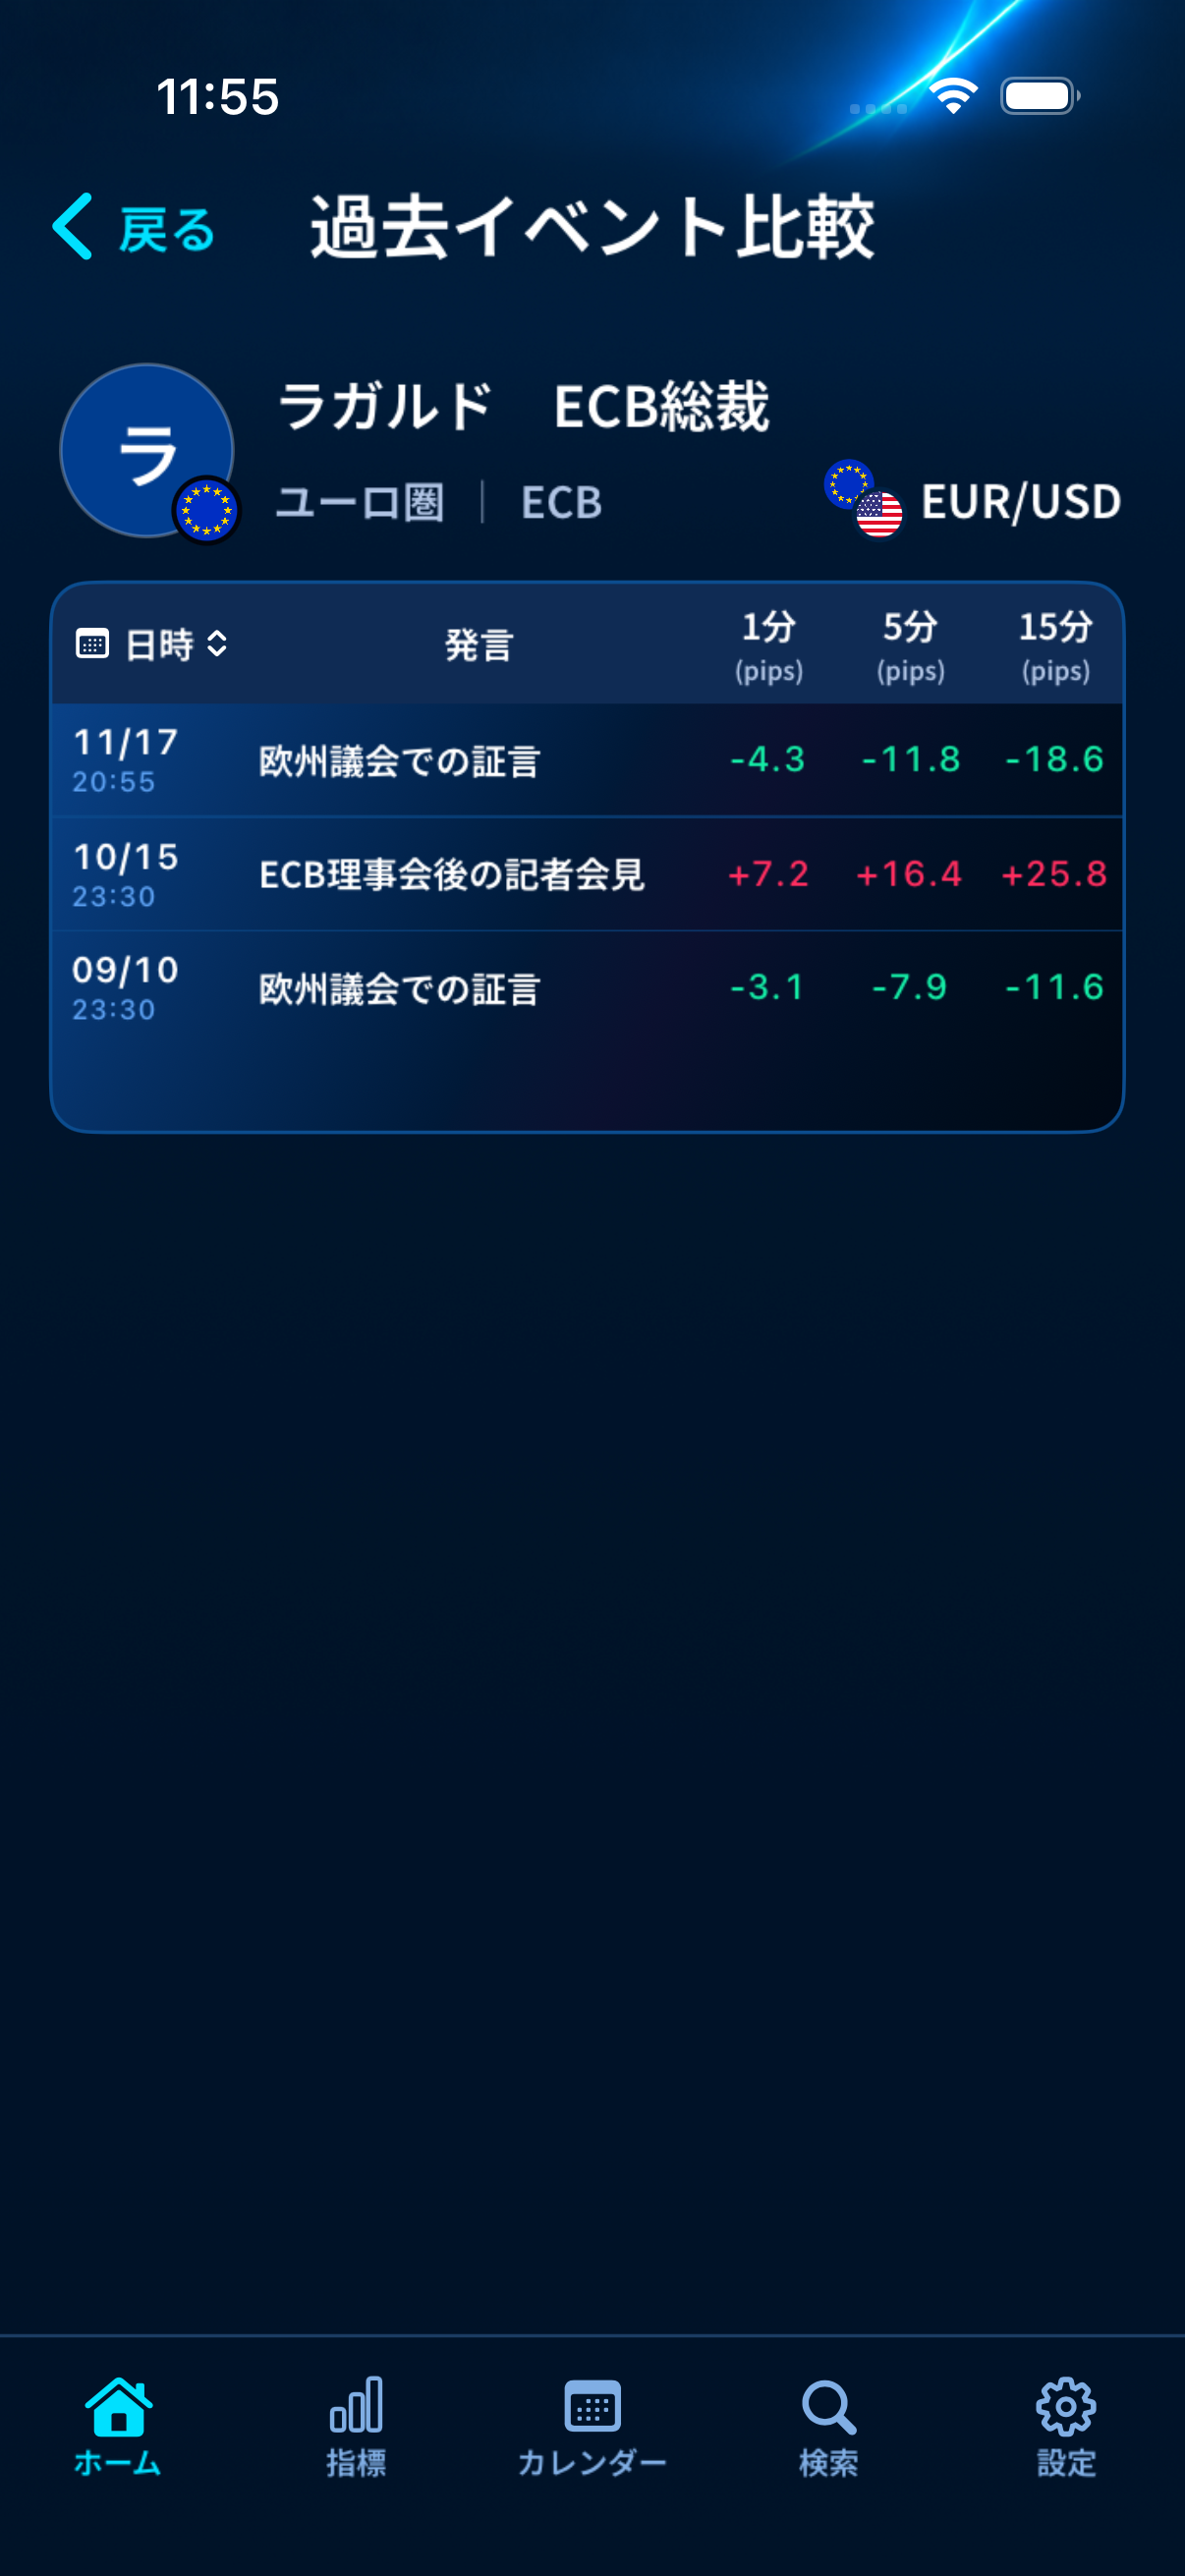 11:55
戻る 過去イベント比較
ラ
ラガルド ECB総裁
ユーロ圏 | ECB EUR/USD
日時 発言 1分 5分 15分
(pips) (pips) (pips)
11/17 欧州議会での証言 -4.3 -11.8 -18.6
20:55
10/15 ECB理事会後の記者会見 +7.2 +16.4 +25.8
23:30
09/10 欧州議会での証言 -3.1 -7.9 -11.6
23:30
ホーム 指標 カレンダー 検索 設定